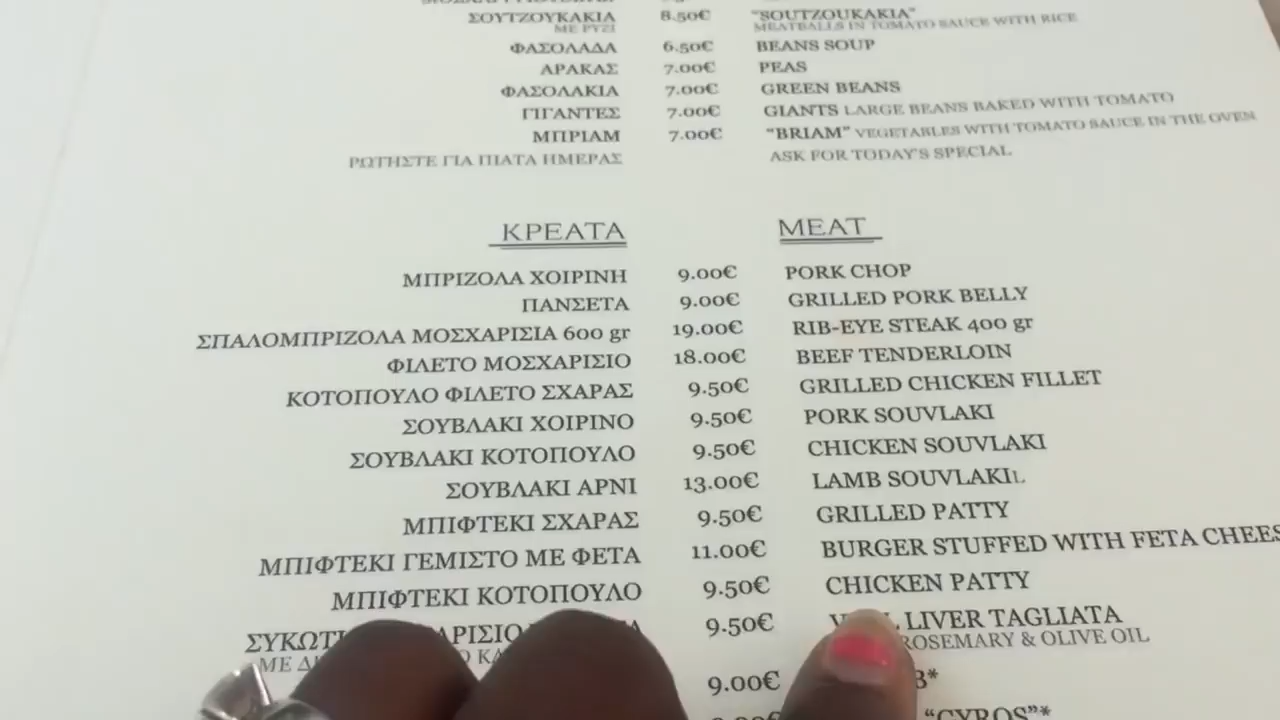 ΣΟΥΤΖΟΥΚΑΚΙΑ 8.50€ "SOUTZOUKAKIA"
ΜΕ ΡΥΖΙ MEATBALLS IN TOMATO SAUCE WITH RICE
ΦΑΣΟΛΑΔΑ 6.50€ BEANS SOUP
ΑΡΑΚΑΣ 7.00€ PEAS
ΦΑΣΟΛΑΚΙΑ 7.00€ GREEN BEANS
ΓΙΓΑΝΤΕΣ 7.00€ GIANTS LARGE BEANS BAKED WITH TOMATO
ΜΠΡΙΑΜ 7.00€ "BRIAM" VEGETABLES WITH TOMATO SAUCE IN THE OVEN
ΡΩΤΗΣΤΕ ΓΙΑ ΠΙΑΤΑ ΗΜΕΡΑΣ ASK FOR TODAY'S SPECIAL
ΚΡΕΑΤΑ MEAT
ΜΠΡΙΖΟΛΑ ΧΟΙΡΙΝΗ 9.00€ PORK CHOP
ΠΑΝΣΕΤΑ 9.00€ GRILLED PORK BELLY
ΣΠΑΛΟΜΠΡΙΖΟΛΑ ΜΟΣΧΑΡΙΣΙΑ 600 gr 19.00€ RIB-EYE STEAK 400 gr
ΦΙΛΕΤΟ ΜΟΣΧΑΡΙΣΙΟ 18.00€ BEEF TENDERLOIN
ΚΟΤΟΠΟΥΛΟ ΦΙΛΕΤΟ ΣΧΑΡΑΣ 9.50€ GRILLED CHICKEN FILLET
ΣΟΥΒΛΑΚΙ ΧΟΙΡΙΝΟ 9.50€ PORK SOUVLAKI
ΣΟΥΒΛΑΚΙ ΚΟΤΟΠΟΥΛΟ 9.50€ CHICKEN SOUVLAKI
ΣΟΥΒΛΑΚΙ ΑΡΝΙ 13.00€ LAMB SOUVLAKIL
ΜΠΙΦΤΕΚΙ ΣΧΑΡΑΣ 9.50€ GRILLED PATTY
ΜΠΙΦΤΕΚΙ ΓΕΜΙΣΤΟ ΜΕ ΦΕΤΑ 11.00€ BURGER STUFFED WITH FETA CHEES
ΜΠΙΦΤΕΚΙ ΚΟΤΟΠΟΥΛΟ 9.50€ CHICKEN PATTY
ΣΥΚΩΤΙ 9.50€ LIVER TAGLIATA
ΜΕ ROSEMARY & OLIVE OIL
9.00€
"GYROS"*